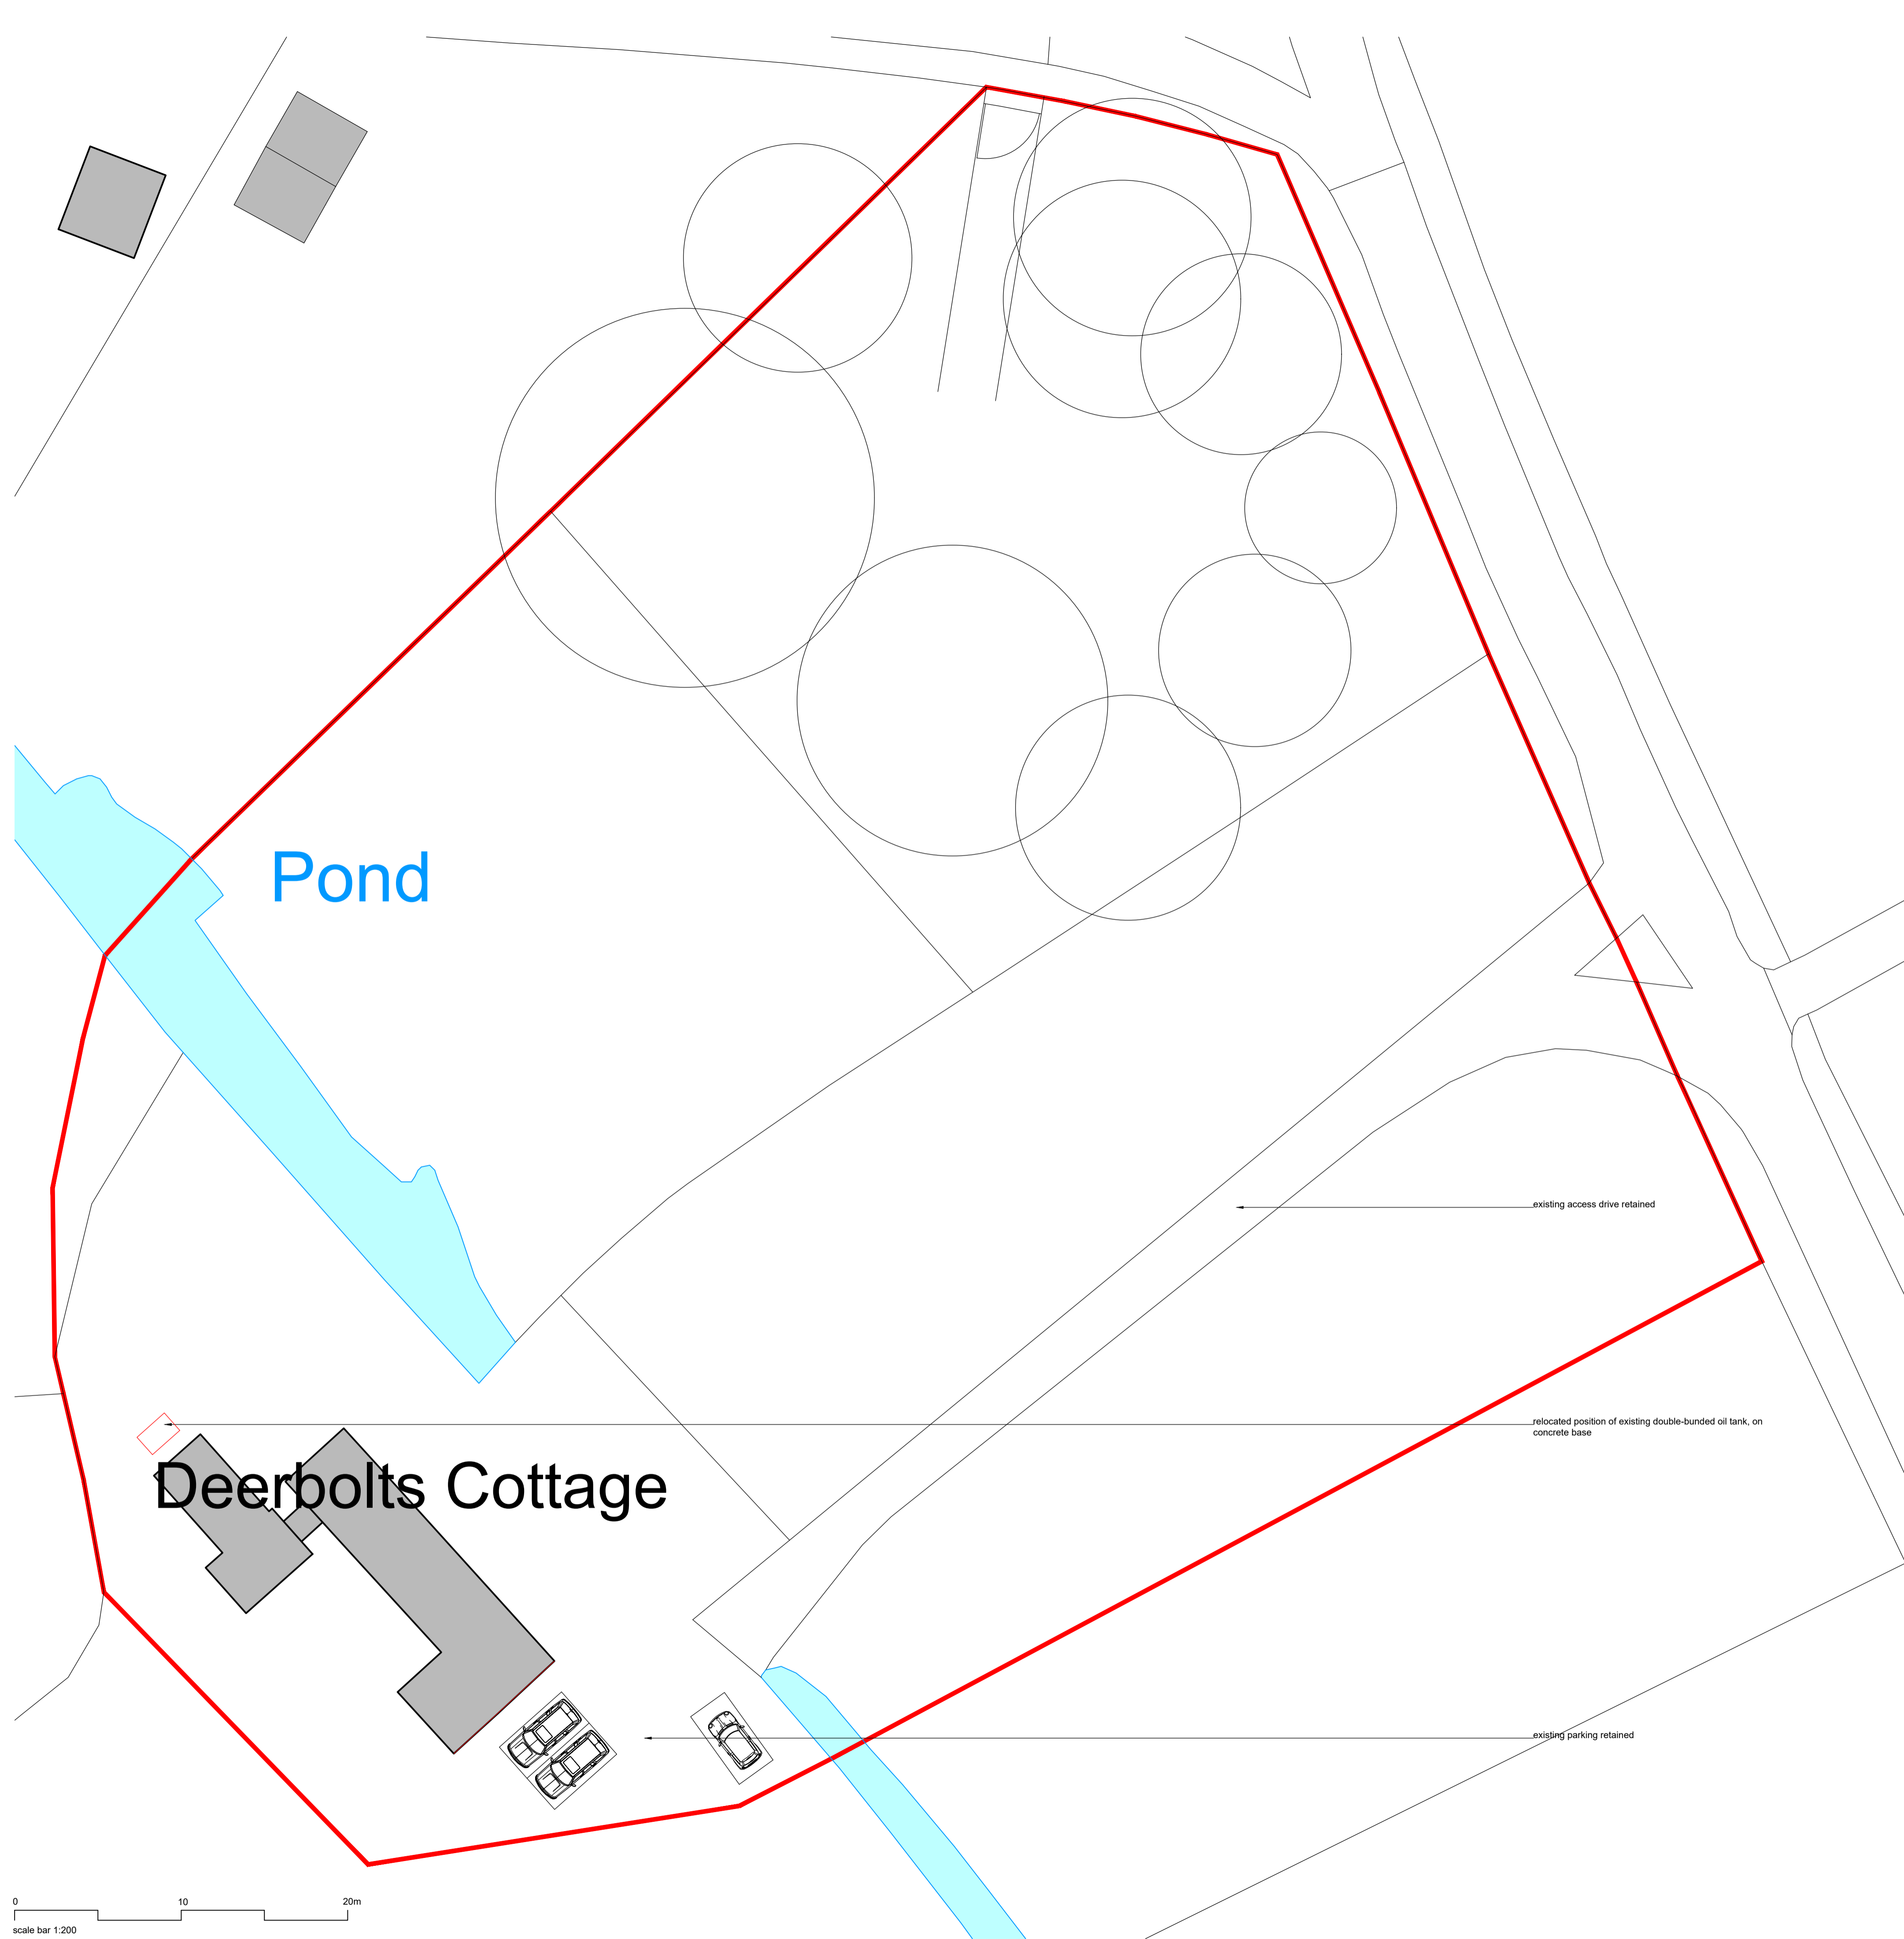 Pond
existing access drive retained
relocated position of existing double-bunded oil tank, on
concrete base
Deerbolts Cottage
existing parking retained
0 10 20m
scale bar 1:200